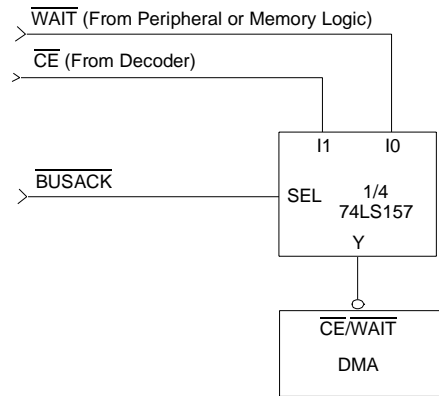 WAIT (From Peripheral or Memory Logic)
CE (From Decoder)
I1 I0
BUSACK
SEL 1/4
74LS157
Y
CE/WAIT
DMA